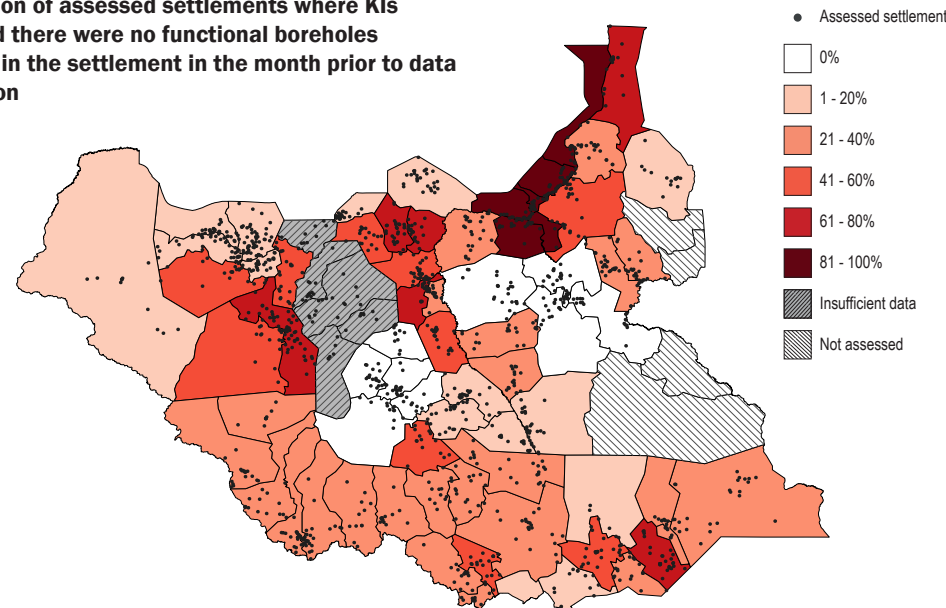 ion of assessed settlements where KIs
d there were no functional boreholes
in the settlement in the month prior to data
on
Assessed settlement
0%
1 - 20%
21 - 40%
41 - 60%
61 - 80%
81 - 100%
Insufficient data
Not assessed